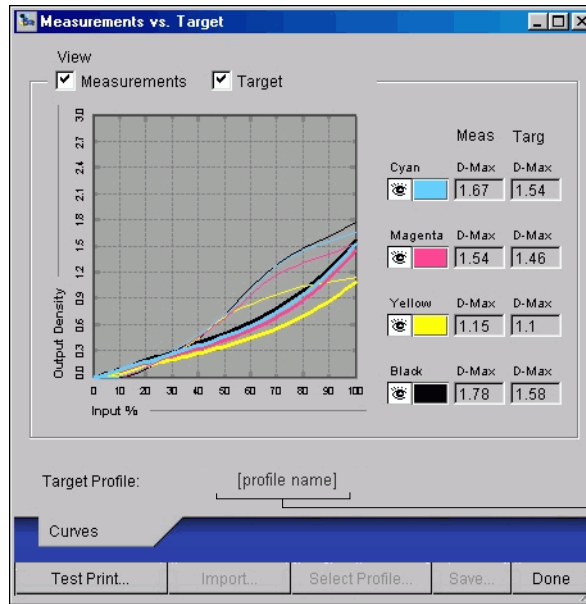 Measurements vs. Target
View
Measurements
Target
3.0
2.7
2.4
2.1
1.8
1.5
1.2
0.9
0.6
0.3
0.0
Output Density
0 10 20 30 40 50 60 70 80 90 100
Input %
Meas Targ
Cyan D-Max D-Max
1.67 1.54
Magenta D-Max D-Max
1.54 1.46
Yellow D-Max D-Max
1.15 1.1
Black D-Max D-Max
1.78 1.58
Target Profile: [profile name]
Curves
Test Print... Import... Select Profile... Save... Done